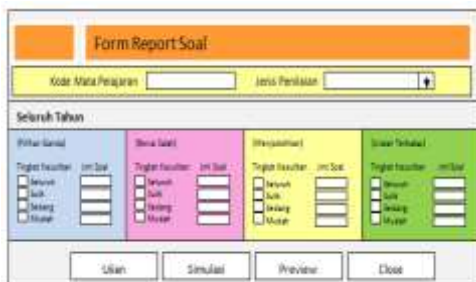 Form Report Soal
Kode Mata Pelajaran
Jenis Penilaian
Seluruh Tahun
(Pilihan Ganda) (Benar Salah) (Menjodohkan)
Tingkat Kesulitan Jml Soal Tingkat Kesulitan Jml Soal Tingkat Kesulitan Jml Soal Tingkat Kesulitan Jml Soal
Seluruh Seluruh Seluruh Seluruh
Sulit Sulit Sulit Sulit
Sedang Sedang Sedang Sedang
Mudah Mudah Mudah Mudah
Ujian Simulasi Preview Close